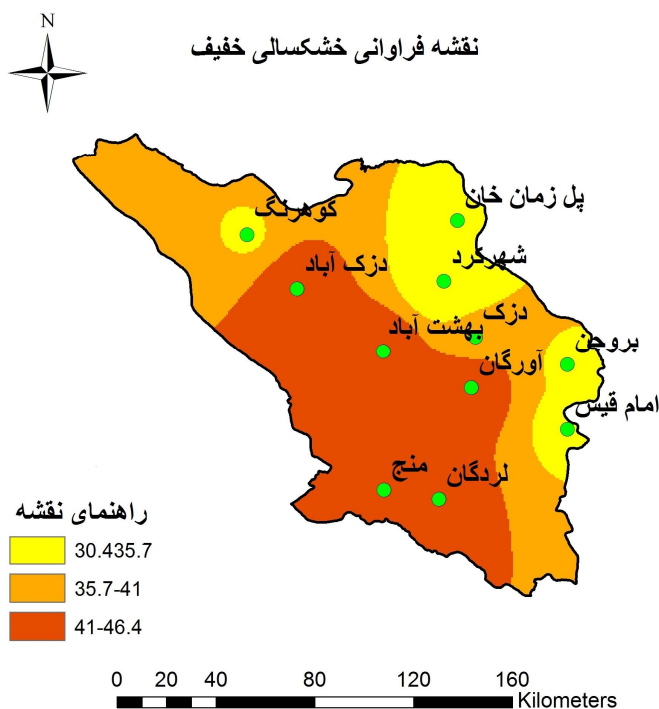 N
نقشه فراوانی خشکسالی خفیف
پل زمان خان
کوهرنگ
شهرکرد
دزک آباد
دزک
بهشت آباد
بروجن
آورگان
امام قیس
منج
لردگان
راهنمای نقشه
30.435.7
35.7-41
41-46.4
0 20 40 80 120 160
Kilometers